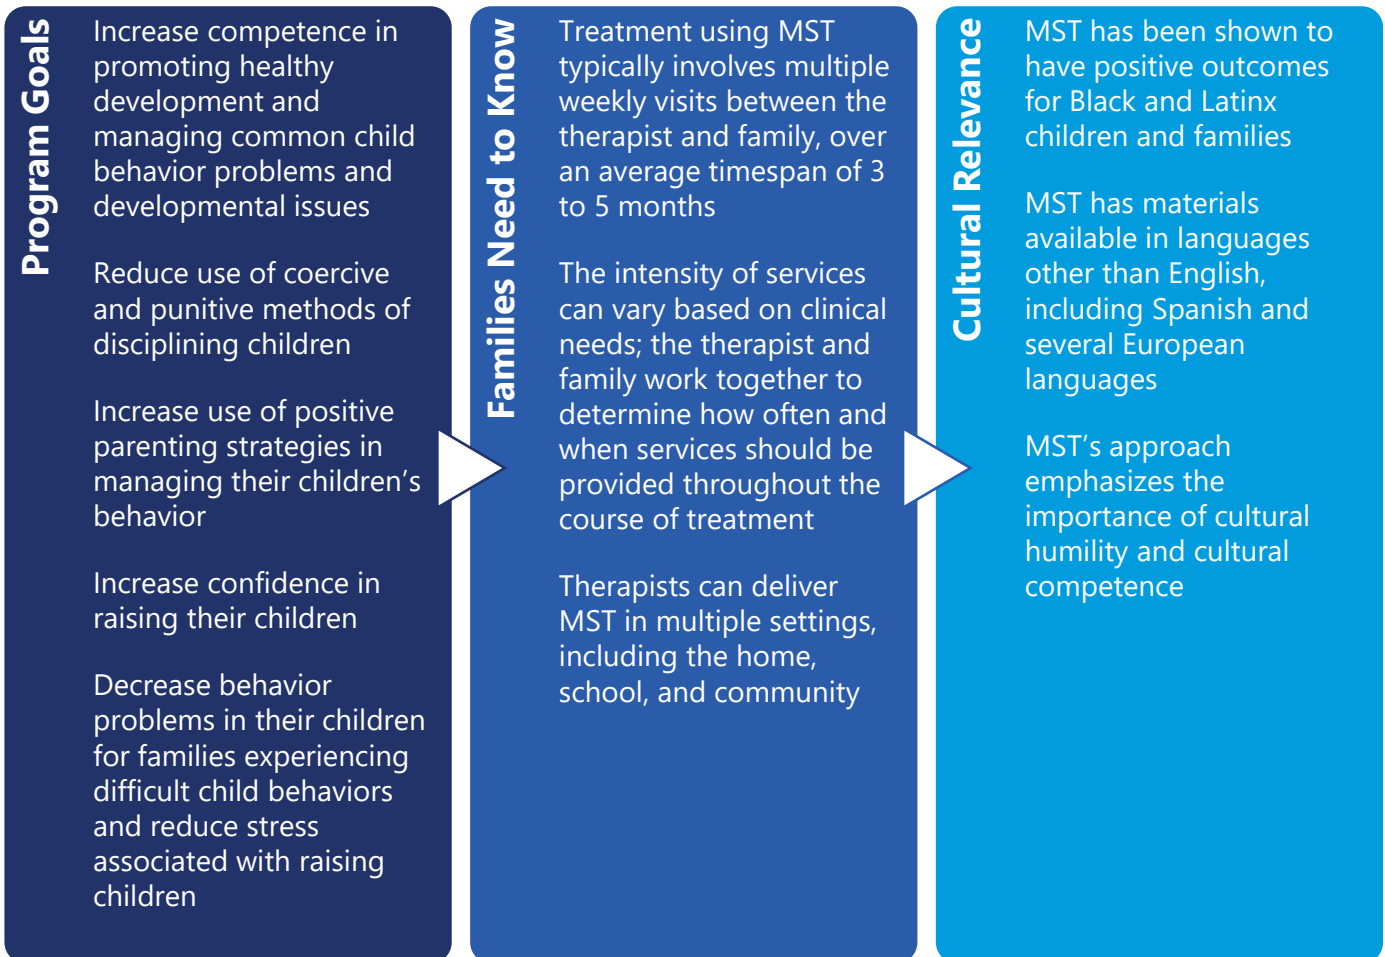 Program Goals
Increase competence in
promoting healthy
development and
managing common child
behavior problems and
developmental issues
Reduce use of coercive
and punitive methods of
disciplining children
Increase use of positive
parenting strategies in
managing their children’s
behavior
Increase confidence in
raising their children
Decrease behavior
problems in their children
for families experiencing
difficult child behaviors
and reduce stress
associated with raising
children
Families Need to Know
Treatment using MST
typically involves multiple
weekly visits between the
therapist and family, over
an average timespan of 3
to 5 months
The intensity of services
can vary based on clinical
needs; the therapist and
family work together to
determine how often and
when services should be
provided throughout the
course of treatment
Therapists can deliver
MST in multiple settings,
including the home,
school, and community
Cultural Relevance
MST has been shown to
have positive outcomes
for Black and Latinx
children and families
MST has materials
available in languages
other than English,
including Spanish and
several European
languages
MST’s approach
emphasizes the
importance of cultural
humility and cultural
competence